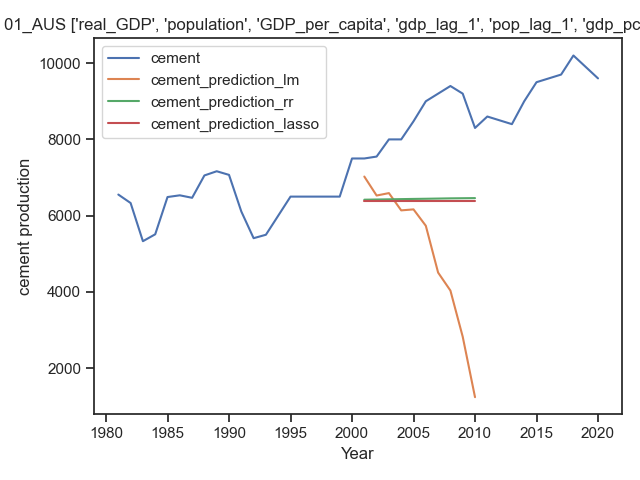 01_AUS ['real_GDP', 'population', 'GDP_per_capita', 'gdp_lag_1', 'pop_lag_1', 'gdp_pc
cement
cement_prediction_lm
cement_prediction_rr
cement_prediction_lasso
10000
8000
6000
4000
2000
cement production
1980 1985 1990 1995 2000 2005 2010 2015 2020
Year